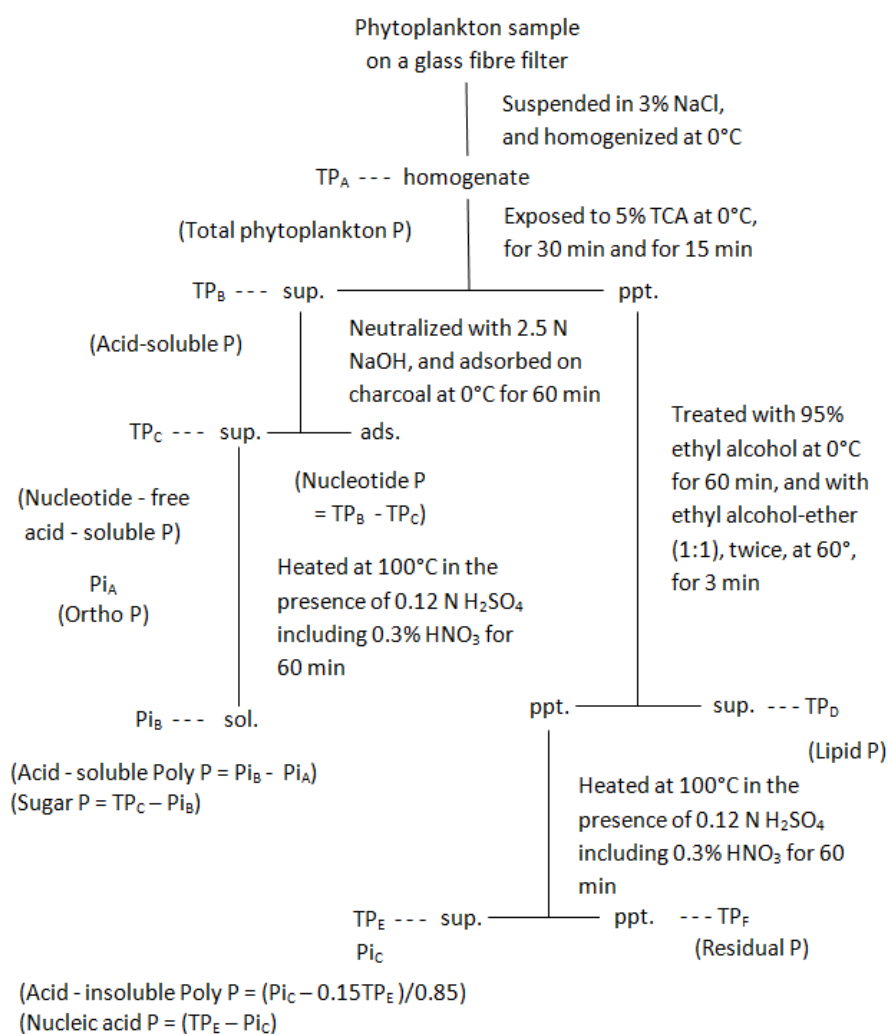 Phytoplankton sample
on a glass fibre filter
Suspended in 3% NaCl,
and homogenized at 0°C
TPA --- homogenate
(Total phytoplankton P)
Exposed to 5% TCA at 0°C,
for 30 min and for 15 min
TPB --- sup.
ppt.
(Acid-soluble P)
Neutralized with 2.5 N
NaOH, and adsorbed on
charcoal at 0°C for 60 min
TPC --- sup.
ads.
Treated with 95%
ethyl alcohol at 0°C
for 60 min, and with
ethyl alcohol-ether
(1:1), twice, at 60°,
for 3 min
(Nucleotide - free
acid - soluble P)
(Nucleotide P
= TPB - TPC)
PiA
(Ortho P)
Heated at 100°C in the
presence of 0.12 N H2SO4
including 0.3% HNO3 for
60 min
PiB --- sol.
ppt.
sup. --- TPD
(Lipid P)
(Acid - soluble Poly P = PiB - PiA)
(Sugar P = TPC – PiB)
Heated at 100°C in the
presence of 0.12 N H2SO4
including 0.3% HNO3 for 60
min
TPE --- sup.
ppt. --- TPF
PiC
(Residual P)
(Acid - insoluble Poly P = (PiC – 0.15TPE)/0.85)
(Nucleic acid P = (TPE – PiC)